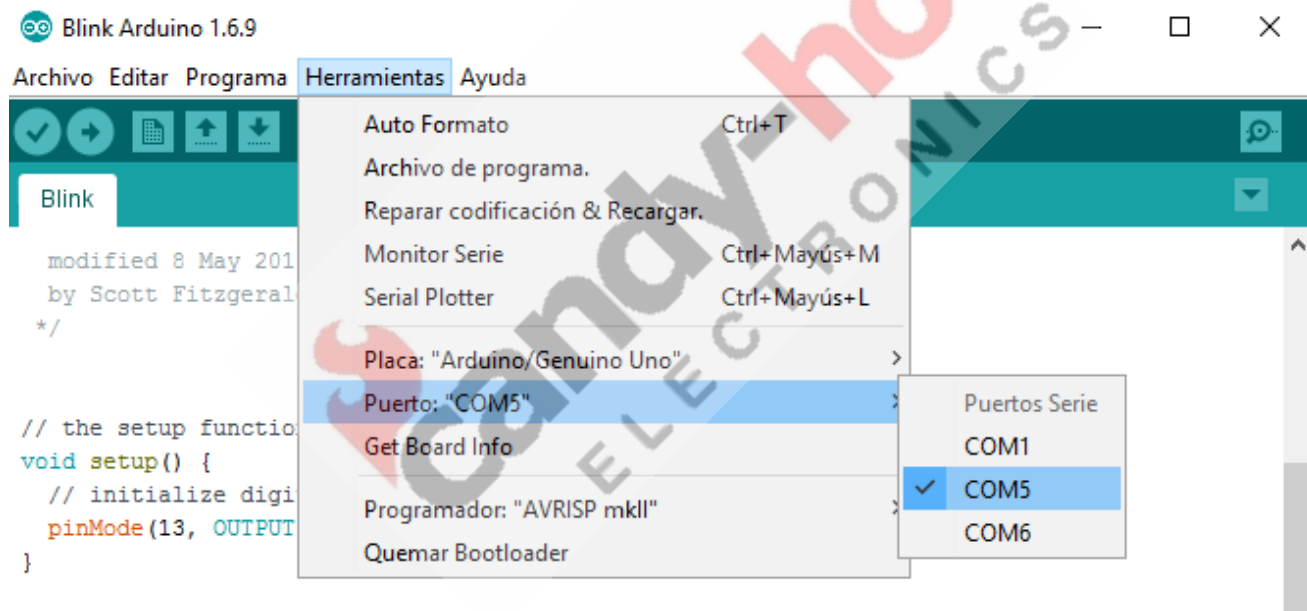 Blink Arduino 1.6.9
Archivo Editar Programa Herramientas Ayuda
Auto Formato Ctrl+T
Archivo de programa.
Reparar codificación & Recargar.
Monitor Serie Ctrl+Mayús+M
Serial Plotter Ctrl+Mayús+L
Placa: "Arduino/Genuino Uno"
Puerto: "COM5"
Get Board Info
Programador: "AVRISP mkII"
Quemar Bootloader
Puertos Serie
COM1
COM5
COM6
Blink
modified 8 May 201
by Scott Fitzgeral
*/
// the setup functio
void setup() {
// initialize digi
pinMode(13, OUTPUT
}
candy-ho
ELECTRONICS